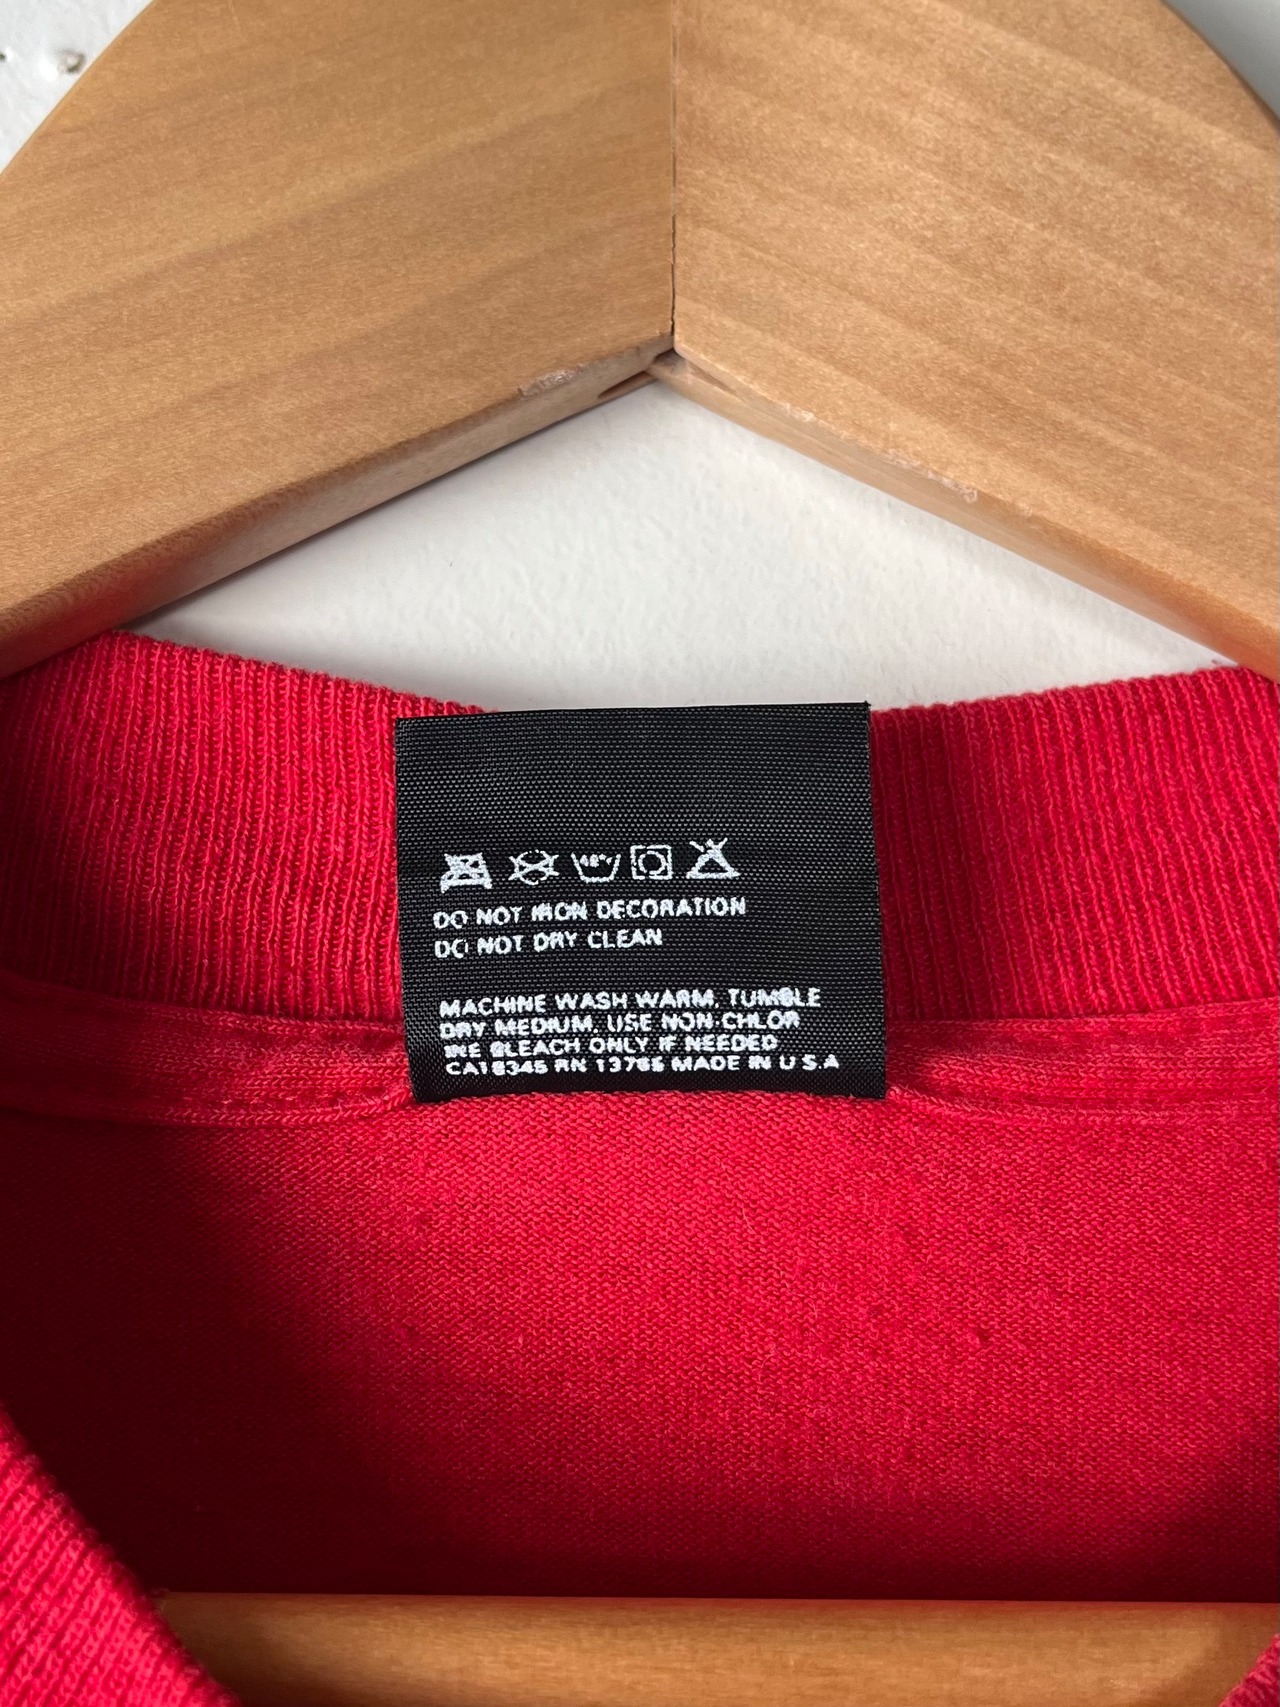 40°
DO NOT IRON DECORATION
DO NOT DRY CLEAN
MACHINE WASH WARM, TUMBLE
DRY MEDIUM, USE NON-CHLOR
INE BLEACH ONLY IF NEEDED
CA18345 RN 13765 MADE IN U.S.A